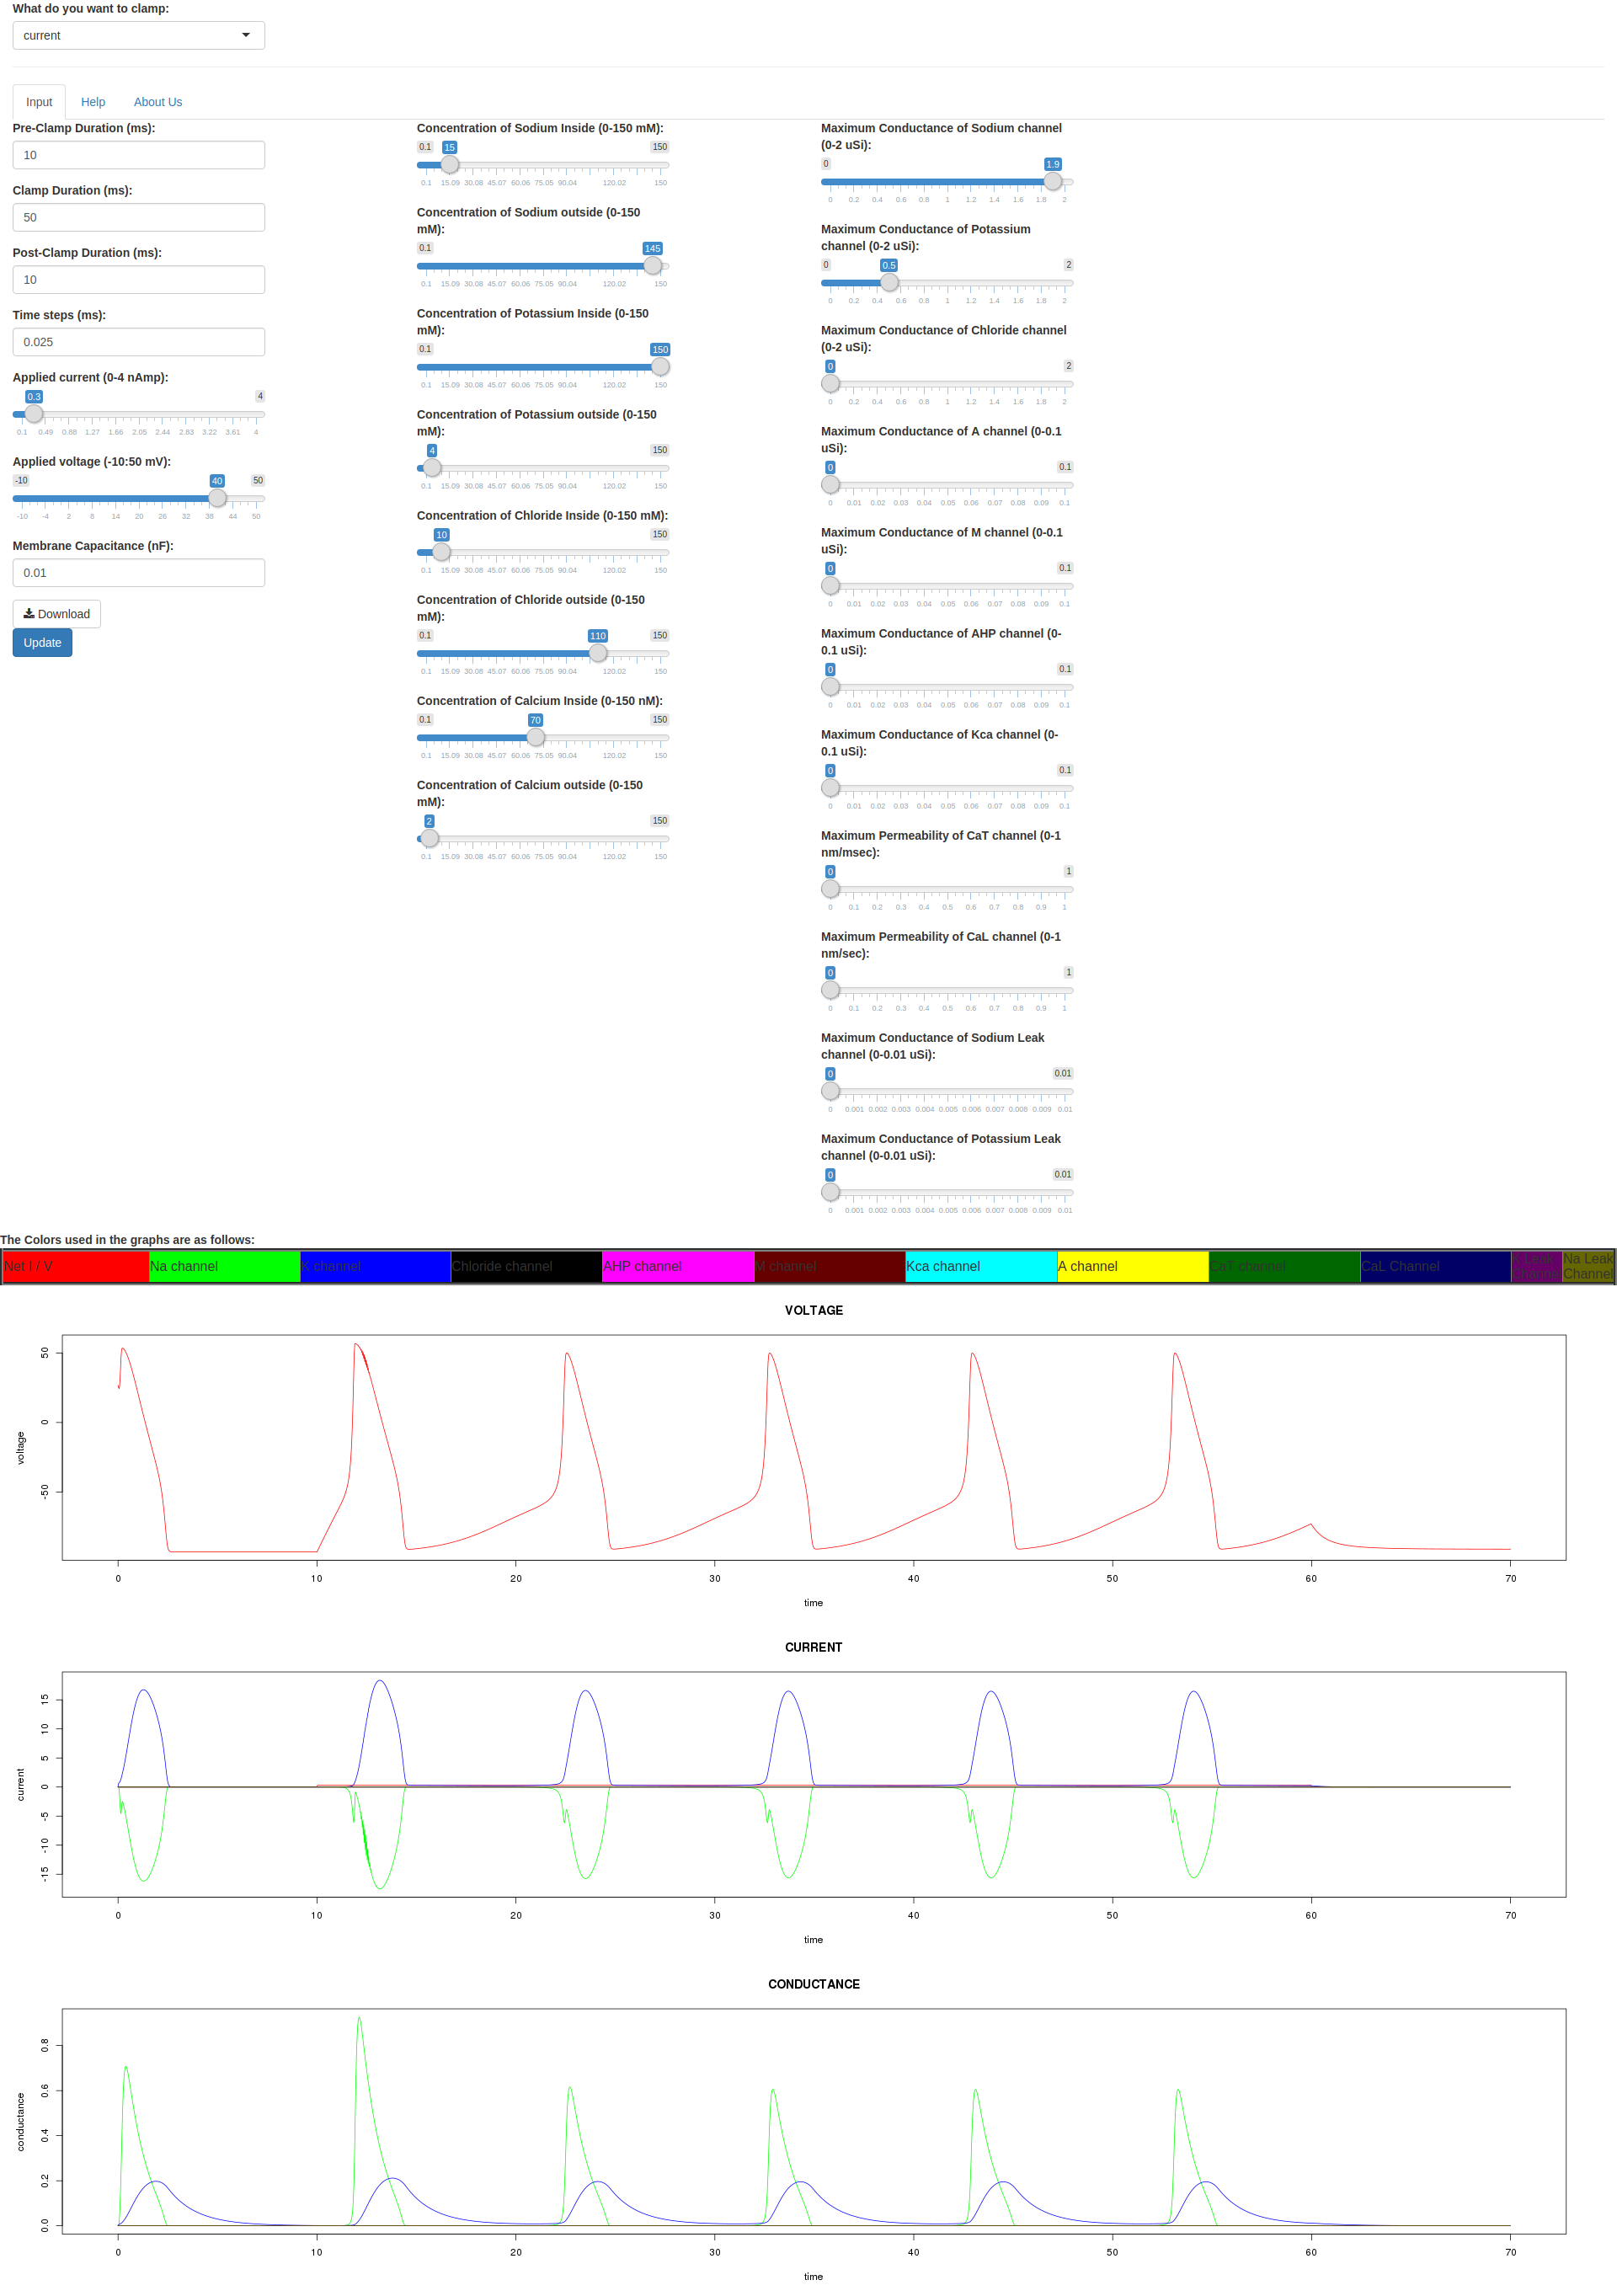 What do you want to clamp:
current
Input Help About Us
Pre-Clamp Duration (ms):
10
Clamp Duration (ms):
50
Post-Clamp Duration (ms):
10
Time steps (ms):
0.025
Applied current (0-4 nAmp):
0.3 4
0.1 0.49 0.88 1.27 1.66 2.05 2.44 2.83 3.22 3.61 4
Applied voltage (-10:50 mV):
-10 40 50
-10 -4 2 8 14 20 26 32 38 44 50
Membrane Capacitance (nF):
0.01
Download
Update
Concentration of Sodium Inside (0-150 mM):
0.1 15 150
0.1 15.09 30.08 45.07 60.06 75.05 90.04 120.02 150
Concentration of Sodium outside (0-150
mM):
0.1 145
0.1 15.09 30.08 45.07 60.06 75.05 90.04 120.02 150
Concentration of Potassium Inside (0-150
mM):
0.1 150
0.1 15.09 30.08 45.07 60.06 75.05 90.04 120.02 150
Concentration of Potassium outside (0-150
mM):
4 150
0.1 15.09 30.08 45.07 60.06 75.05 90.04 120.02 150
Concentration of Chloride Inside (0-150 mM):
0.1 10 150
0.1 15.09 30.08 45.07 60.06 75.05 90.04 120.02 150
Concentration of Chloride outside (0-150
mM):
0.1 110 150
0.1 15.09 30.08 45.07 60.06 75.05 90.04 120.02 150
Concentration of Calcium Inside (0-150 nM):
0.1 70 150
0.1 15.09 30.08 45.07 60.06 75.05 90.04 120.02 150
Concentration of Calcium outside (0-150
mM):
2 150
0.1 15.09 30.08 45.07 60.06 75.05 90.04 120.02 150
Maximum Conductance of Sodium channel
(0-2 uSi):
0 1.9
0 0.2 0.4 0.6 0.8 1 1.2 1.4 1.6 1.8 2
Maximum Conductance of Potassium
channel (0-2 uSi):
0 0.5 2
0 0.2 0.4 0.6 0.8 1 1.2 1.4 1.6 1.8 2
Maximum Conductance of Chloride channel
(0-2 uSi):
0 2
0 0.2 0.4 0.6 0.8 1 1.2 1.4 1.6 1.8 2
Maximum Conductance of A channel (0-0.1
uSi):
0 0.1
0 0.01 0.02 0.03 0.04 0.05 0.06 0.07 0.08 0.09 0.1
Maximum Conductance of M channel (0-0.1
uSi):
0 0.1
0 0.01 0.02 0.03 0.04 0.05 0.06 0.07 0.08 0.09 0.1
Maximum Conductance of AHP channel (0-
0.1 uSi):
0 0.1
0 0.01 0.02 0.03 0.04 0.05 0.06 0.07 0.08 0.09 0.1
Maximum Conductance of Kca channel (0-
0.1 uSi):
0 0.1
0 0.01 0.02 0.03 0.04 0.05 0.06 0.07 0.08 0.09 0.1
Maximum Permeability of CaT channel (0-1
nm/msec):
0 1
0 0.1 0.2 0.3 0.4 0.5 0.6 0.7 0.8 0.9 1
Maximum Permeability of CaL channel (0-1
nm/sec):
0 1
0 0.1 0.2 0.3 0.4 0.5 0.6 0.7 0.8 0.9 1
Maximum Conductance of Sodium Leak
channel (0-0.01 uSi):
0 0.01
0 0.001 0.002 0.003 0.004 0.005 0.006 0.007 0.008 0.009 0.01
Maximum Conductance of Potassium Leak
channel (0-0.01 uSi):
0 0.01
0 0.001 0.002 0.003 0.004 0.005 0.006 0.007 0.008 0.009 0.01
The Colors used in the graphs are as follows:
Net I / V Na channel K channel Chloride channel AHP channel M channel Kca channel A channel CaT channel CaL Channel K Leak Channel Na Leak Channel
VOLTAGE
voltage
50
0
-50
0 10 20 30 40 50 60 70
time
CURRENT
current
15
10
5
0
-5
-10
-15
0 10 20 30 40 50 60 70
time
CONDUCTANCE
conductance
0.8
0.6
0.4
0.2
0.0
0 10 20 30 40 50 60 70
time